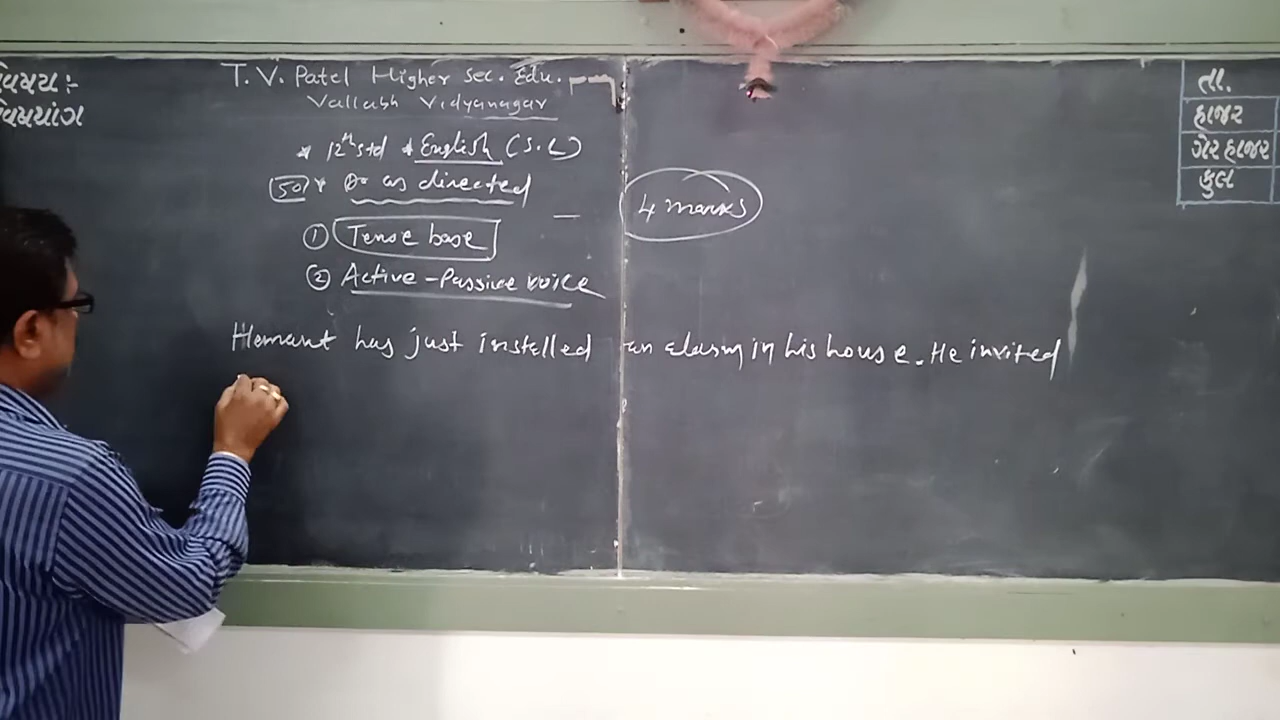 વિષય:-
વિષયાંગ
T. V. Patel Higher Sec. Edu.
Vallabh Vidyanagar
* 12th std * English (S.L)
50] * Do as directed
4 marks
① Tense base
② Active - Passive voice
Hemant has just installed an alarm in his house. He invited
તા.
હાજર
ગેરહાજર
કુલ